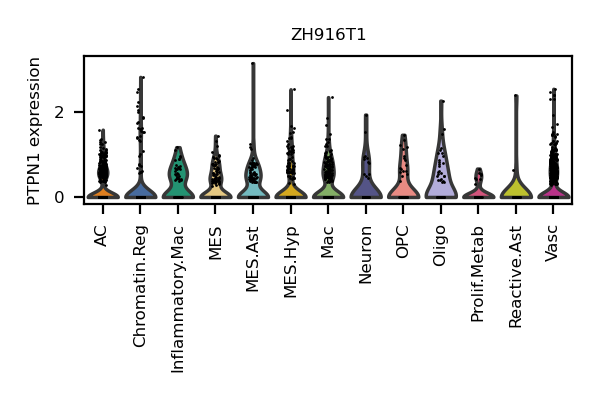 ZH916T1
PTPN1 expression
2
0
AC
Chromatin.Reg
Inflammatory.Mac
MES
MES.Ast
MES.Hyp
Mac
Neuron
OPC
Oligo
Prolif.Metab
Reactive.Ast
Vasc